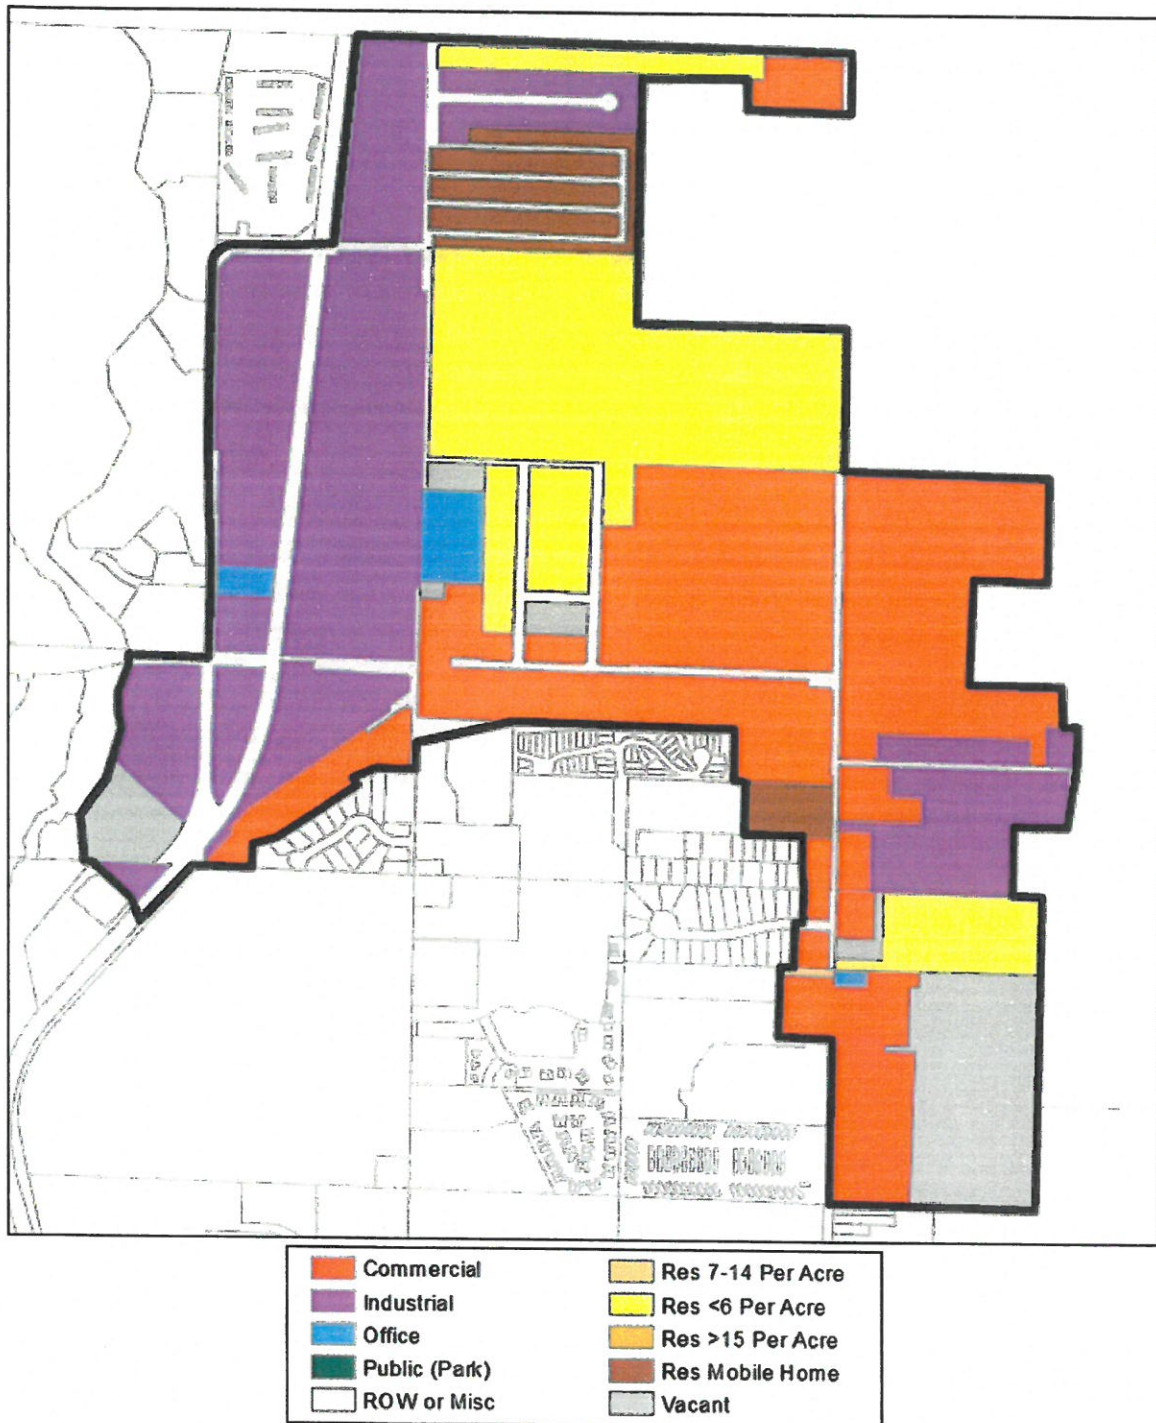 Commercial
Industrial
Office
Public (Park)
ROW or Misc
Res 7-14 Per Acre
Res <6 Per Acre
Res >15 Per Acre
Res Mobile Home
Vacant